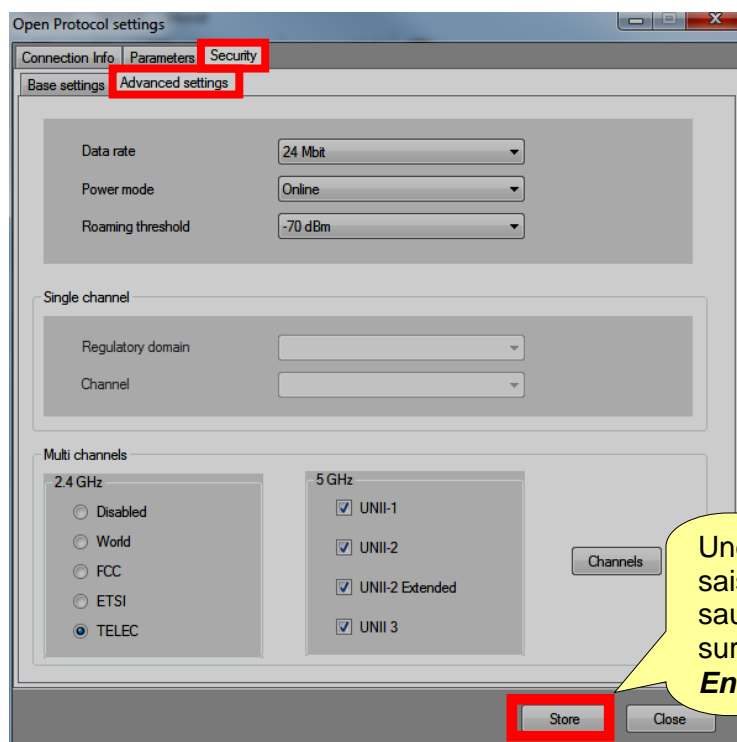 Open Protocol settings
Connection Info Parameters Security
Base settings Advanced settings
Data rate 24 Mbit
Power mode Online
Roaming threshold -70 dBm
Single channel
Regulatory domain
Channel
Multi channels
2.4 GHz
Disabled
World
FCC
ETSI
TELEC
5 GHz
UNII-1
UNII-2
UNII-2 Extended
UNII 3
Channels
sur
Store Close